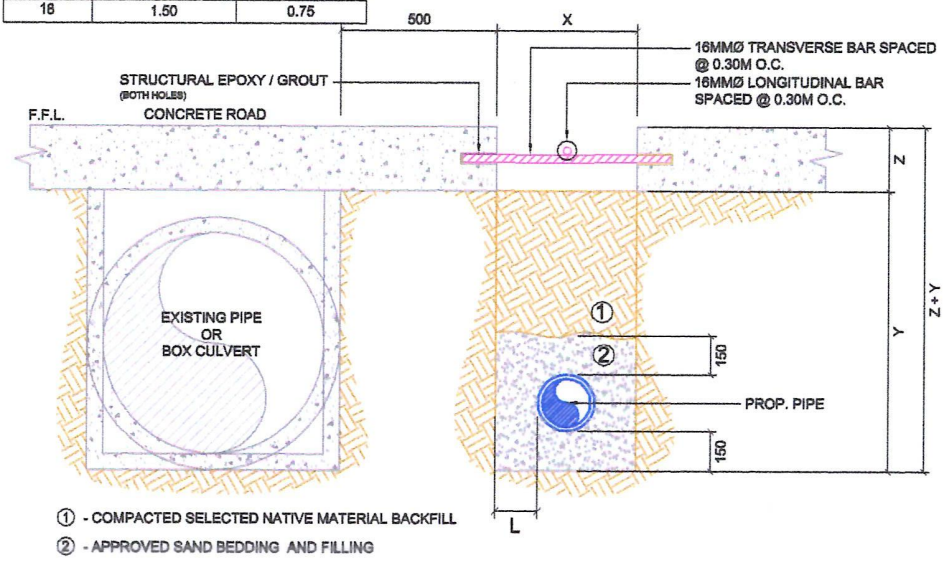 16 1.50 0.75
500 X
16MMØ TRANSVERSE BAR SPACED
@ 0.30M O.C.
16MMØ LONGITUDINAL BAR
SPACED @ 0.30M O.C.
STRUCTURAL EPOXY / GROUT
(BOTH HOLES)
F.F.L. CONCRETE ROAD
Z
EXISTING PIPE
OR
BOX CULVERT
①
②
150
Y
Z + Y
PROP. PIPE
150
L
① - COMPACTED SELECTED NATIVE MATERIAL BACKFILL
② - APPROVED SAND BEDDING AND FILLING